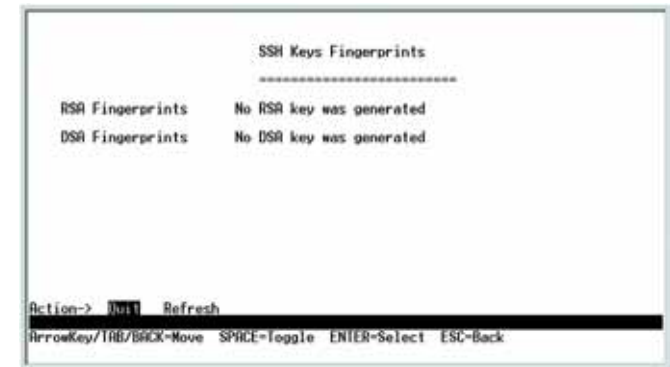 SSH Keys Fingerprints
=========================
RSA Fingerprints No RSA key was generated
DSA Fingerprints No DSA key was generated
Action-> Quit Refresh
ArrowKey/TAB/BACK=Move SPACE=Toggle ENTER=Select ESC=Back